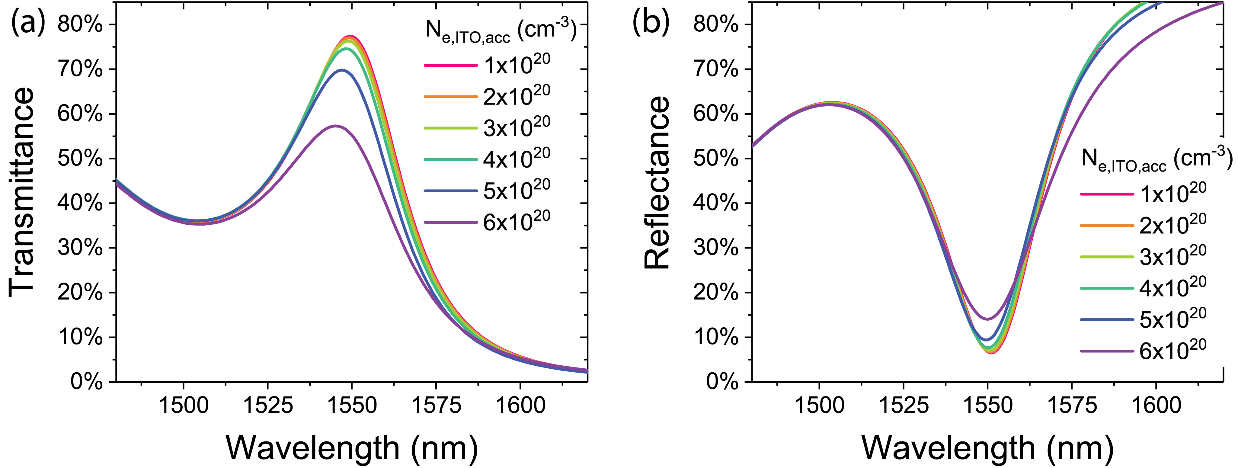 (a)
80%
70%
60%
50%
40%
30%
20%
10%
0%
Transmittance
N_e,ITO,acc (cm⁻³)
1x10²⁰
2x10²⁰
3x10²⁰
4x10²⁰
5x10²⁰
6x10²⁰
1500 1525 1550 1575 1600
Wavelength (nm)
(b)
80%
70%
60%
50%
40%
30%
20%
10%
0%
Reflectance
N_e,ITO,acc (cm⁻³)
1x10²⁰
2x10²⁰
3x10²⁰
4x10²⁰
5x10²⁰
6x10²⁰
1500 1525 1550 1575 1600
Wavelength (nm)